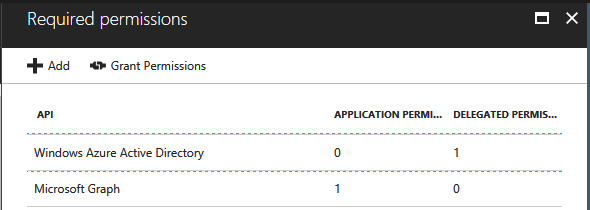 Required permissions
Add Grant Permissions
API APPLICATION PERMI... DELEGATED PERMIS...
Windows Azure Active Directory 0 1
Microsoft Graph 1 0